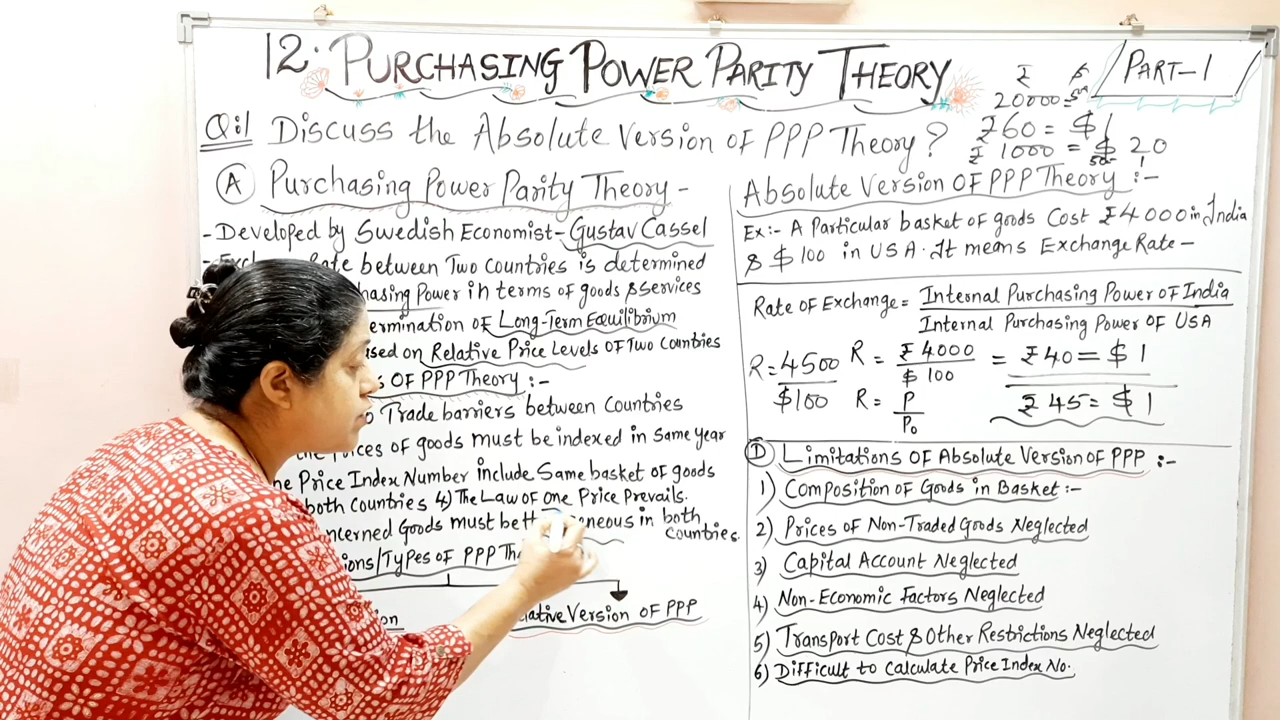 12. PURCHASING POWER PARITY THEORY
PART-1
₹ $
20000 =
₹60 = $1
₹ 1000 = $ 20
Q:1 Discuss the Absolute Version of PPP Theory?
(A) Purchasing Power Parity Theory -
- Developed by Swedish Economist - Gustav Cassel
Rate between Two Countries is determined
Power in terms of goods & services
of Long-Term Equilibrium
on Relative Price Levels of Two Countries
OF PPP Theory :-
Trade barriers between Countries
of goods must be indexed in Same year
Price Index Number include Same basket of goods
both Countries 4) The Law of One Price Prevails.
Goods must be in both
countries.
/Types of PPP
Version of PPP
Absolute Version OF PPP Theory :-
Ex:- A Particular basket of goods Cost ₹4000 in India
& $100 in USA. It means Exchange Rate -
Rate of Exchange = Internal Purchasing Power of India
Internal Purchasing Power OF USA
R = 4500 R = ₹ 4000 = ₹ 40 = $ 1
$100 $ 100
R = P ₹ 45 = $ 1
P₀
(D) Limitations OF Absolute Version OF PPP :-
1) Composition of Goods in Basket :-
2) Prices of Non-Traded Goods Neglected
3) Capital Account Neglected
4) Non-Economic Factors Neglected
5) Transport Cost & Other Restrictions Neglected
6) Difficult to Calculate Price Index No.